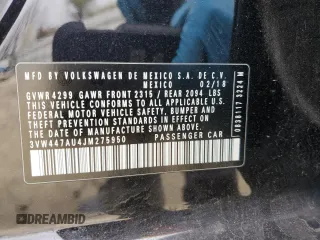 MFD BY VOLKSWAGEN DE MEXICO S.A. DE C.V.
MEXICO 02/18
GVWR 4299 GAWR FRONT 2315 / REAR 2094 LBS
THIS VEHICLE CONFORMS TO ALL APPLICABLE
U.S. FEDERAL MOTOR VEHICLE SAFETY, BUMPER
AND THEFT PREVENTION STANDARDS IN EFFECT
ON THE DATE OF MANUFACTURE SHOWN ABOVE
3VW447AU4JM275950 PASSENGER CAR
DREAMBID